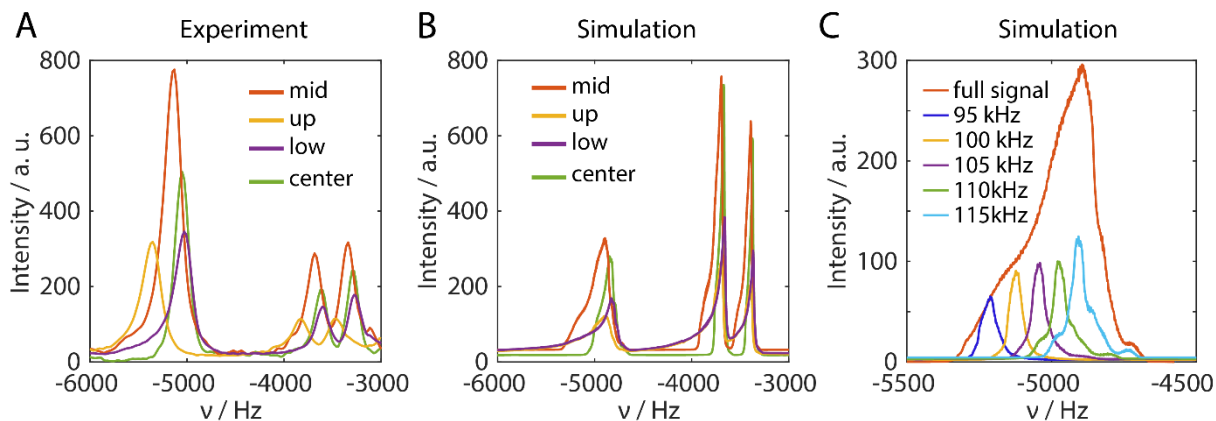 A
Experiment
Intensity / a. u.
800
600
400
200
0
mid
up
low
center
-6000
-5000
-4000
-3000
ν / Hz
B
Simulation
Intensity / a.u.
800
600
400
200
0
mid
up
low
center
-6000
-5000
-4000
-3000
ν / Hz
C
Simulation
Intensity / a.u.
300
200
100
0
full signal
95 kHz
100 kHz
105 kHz
110kHz
115kHz
-5500
-5000
-4500
ν / Hz